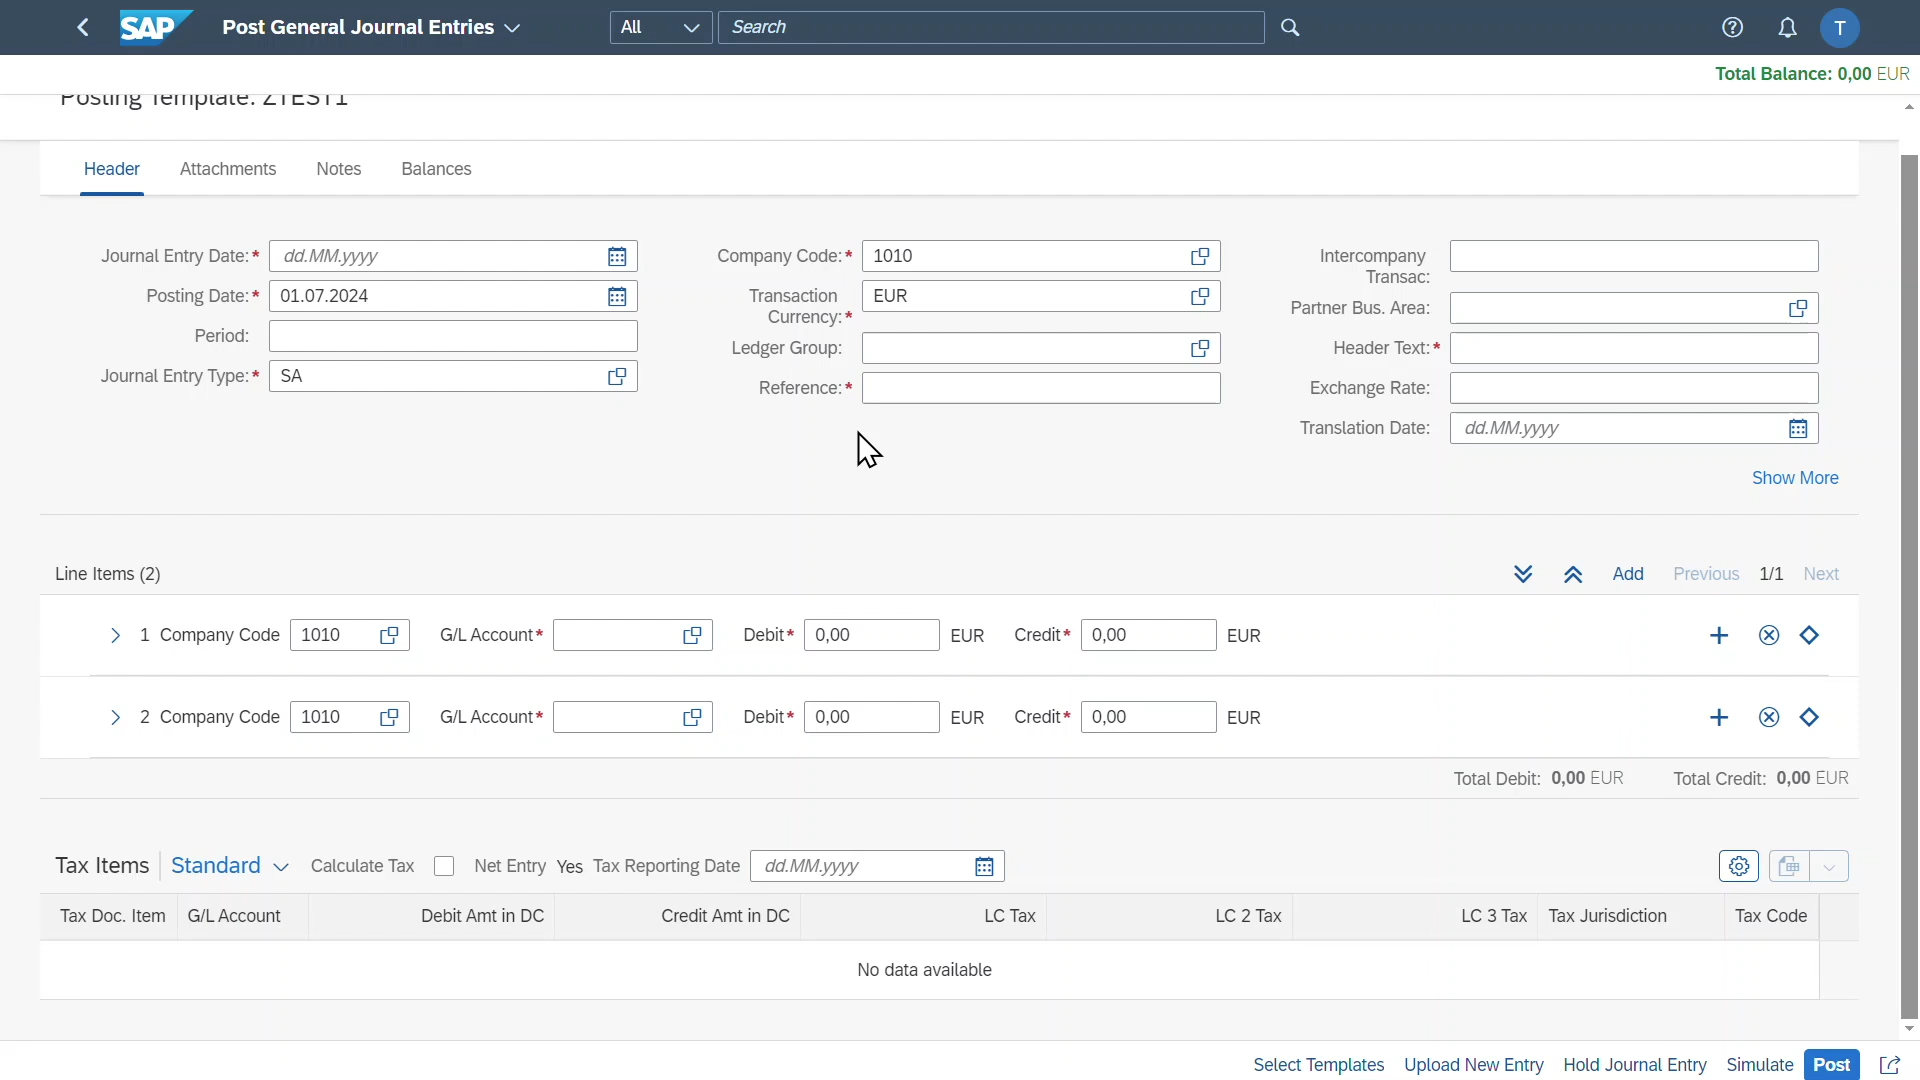 SAP Post General Journal Entries All Search T
Total Balance: 0,00 EUR
Posting Template: ZTEST1
Header Attachments Notes Balances
Journal Entry Date:* dd.MM.yyyy
Posting Date:* 01.07.2024
Period:
Journal Entry Type:* SA
Company Code:* 1010
Transaction
Currency:* EUR
Ledger Group:
Reference:*
Intercompany
Transac:
Partner Bus. Area:
Header Text:*
Exchange Rate:
Translation Date: dd.MM.yyyy
Show More
Line Items (2) Add Previous 1/1 Next
1 Company Code 1010 G/L Account* Debit* 0,00 EUR Credit* 0,00 EUR
2 Company Code 1010 G/L Account* Debit* 0,00 EUR Credit* 0,00 EUR
Total Debit: 0,00 EUR Total Credit: 0,00 EUR
Tax Items Standard Calculate Tax Net Entry Yes Tax Reporting Date dd.MM.yyyy
Tax Doc. Item G/L Account Debit Amt in DC Credit Amt in DC LC Tax LC 2 Tax LC 3 Tax Tax Jurisdiction Tax Code
No data available
Select Templates Upload New Entry Hold Journal Entry Simulate Post